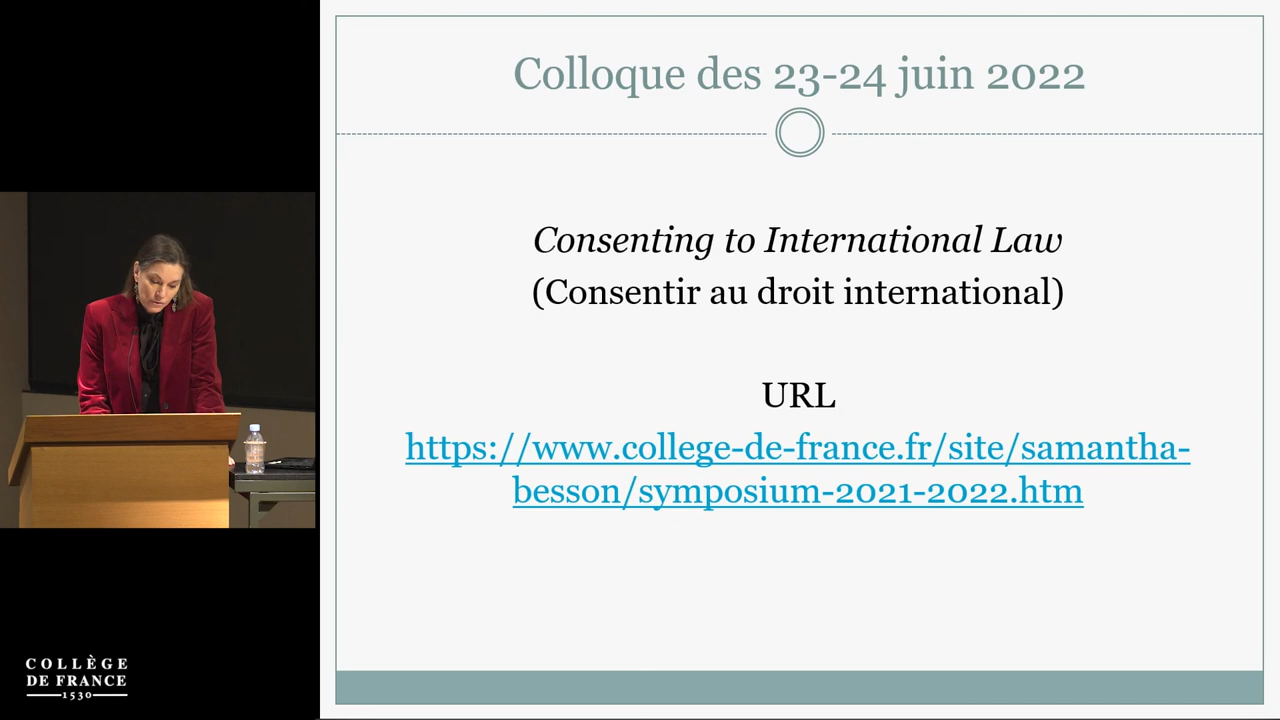 Colloque des 23-24 juin 2022
Consenting to International Law
(Consentir au droit international)
URL
https://www.college-de-france.fr/site/samantha-
besson/symposium-2021-2022.htm
COLLÈGE
DE FRANCE
1530